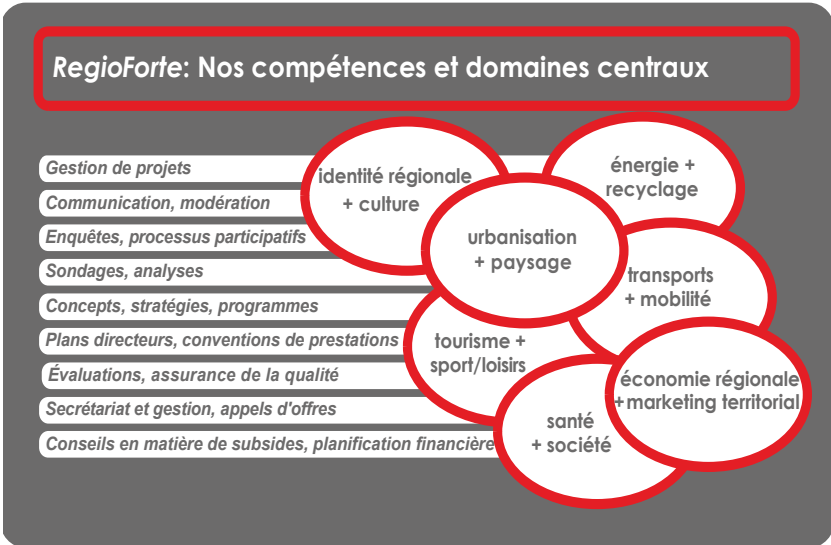 RegioForte: Nos compétences et domaines centraux
Gestion de projets
Communication, modération
Enquêtes, processus participatifs
Sondages, analyses
Concepts, stratégies, programmes
Plans directeurs, conventions de prestations
Évaluations, assurance de la qualité
Secrétariat et gestion, appels d'offres
Conseils en matière de subsides, planification financière
identité régionale
+ culture
énergie +
recyclage
urbanisation
+ paysage
transports
+ mobilité
tourisme +
sport/loisirs
économie régionale
+marketing territorial
santé
+ société